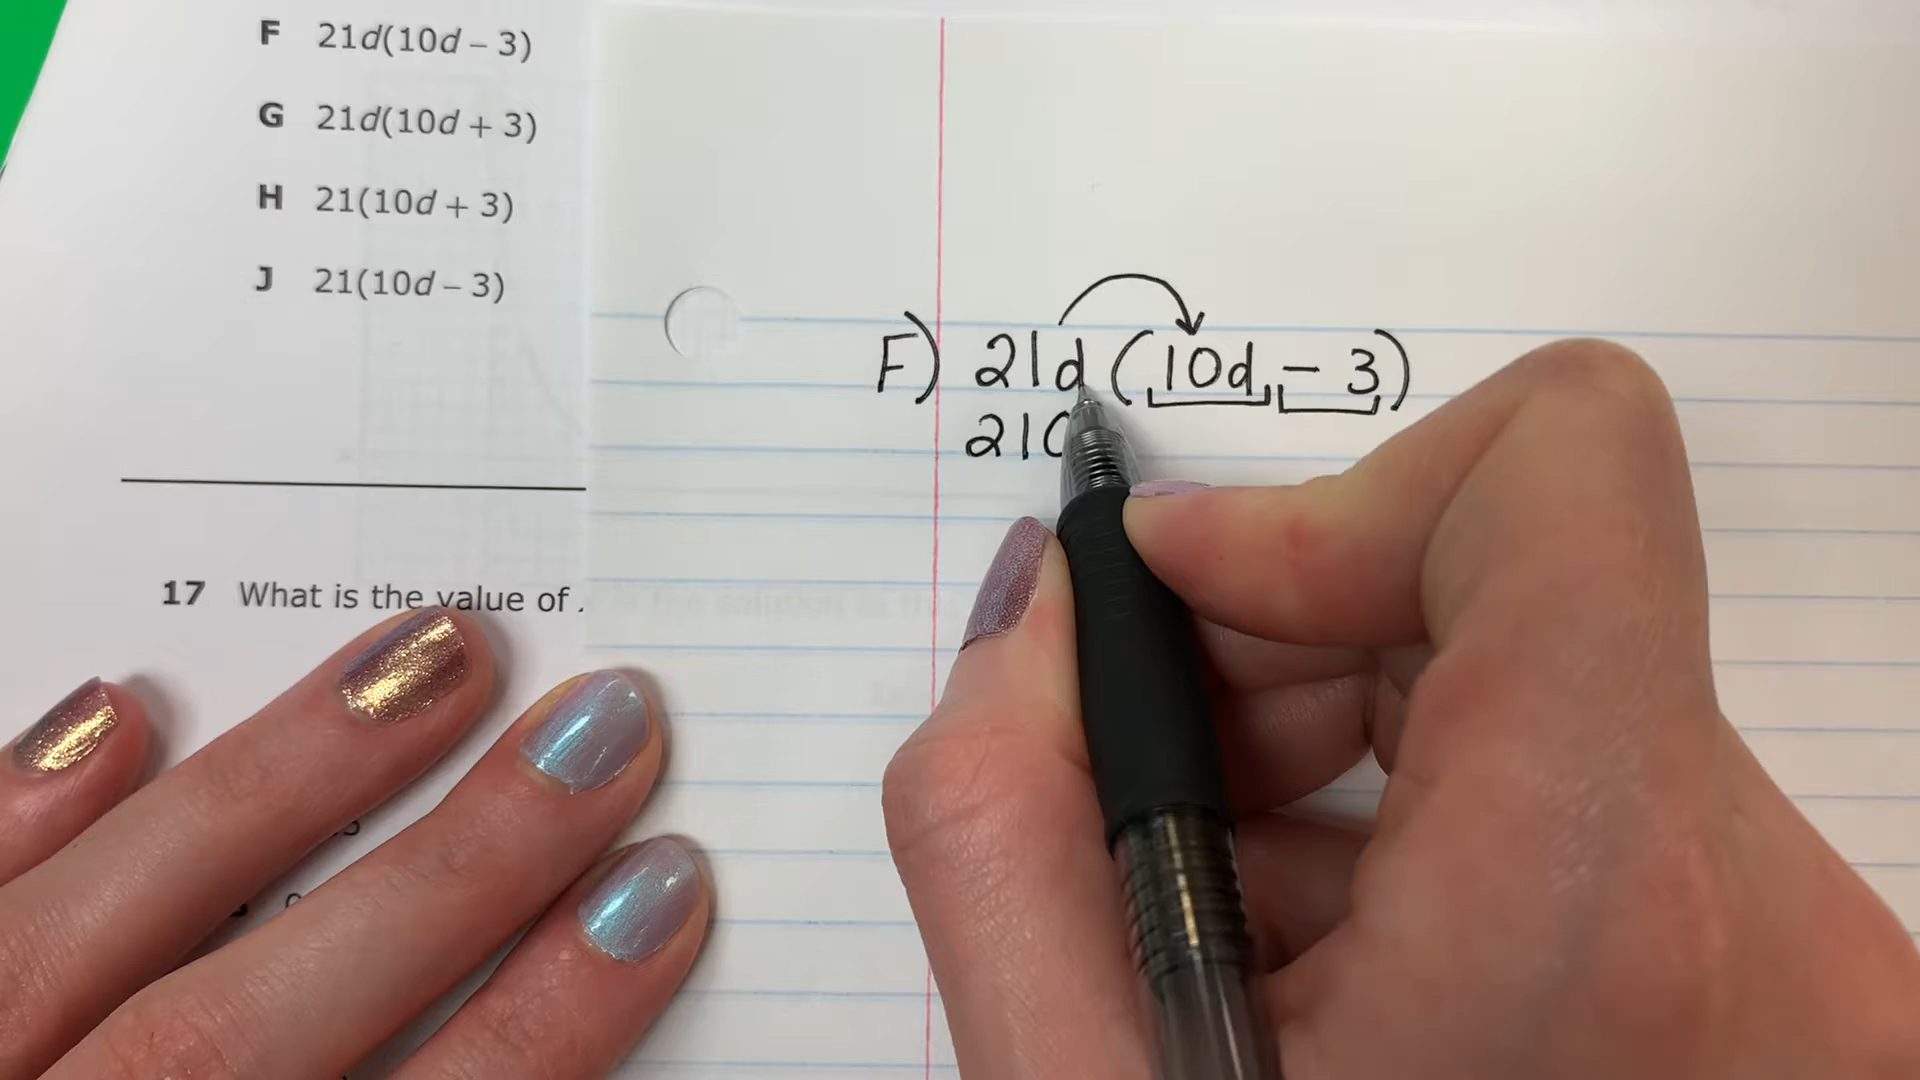 F 21d(10d – 3)
G 21d(10d + 3)
H 21(10d + 3)
J 21(10d – 3)
F) 21d (10d - 3)
210
17 What is the value of